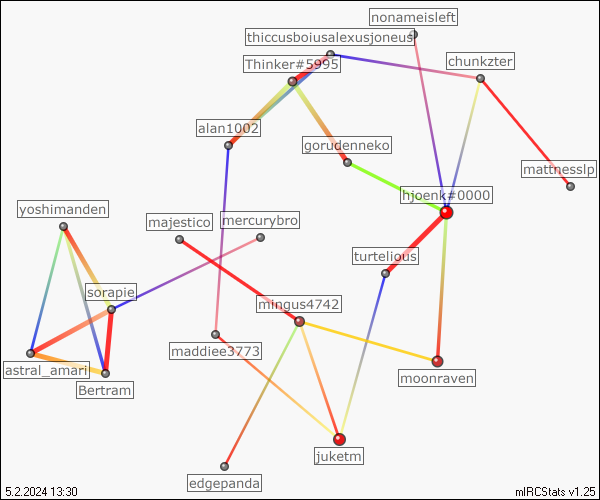 nonameisleft
thiccusboiusalexusjoneus
Thinker#5995
chunkzter
alan1002
gorudenneko
mattnesslp
hjoenk#0000
yoshimanden
majestico
mercurybro
turtelious
sorapie
mingus4742
maddiee3773
astral_amari
moonraven
Bertram
juketm
edgepanda
5.2.2024 13:30
mIRCStats v1.25